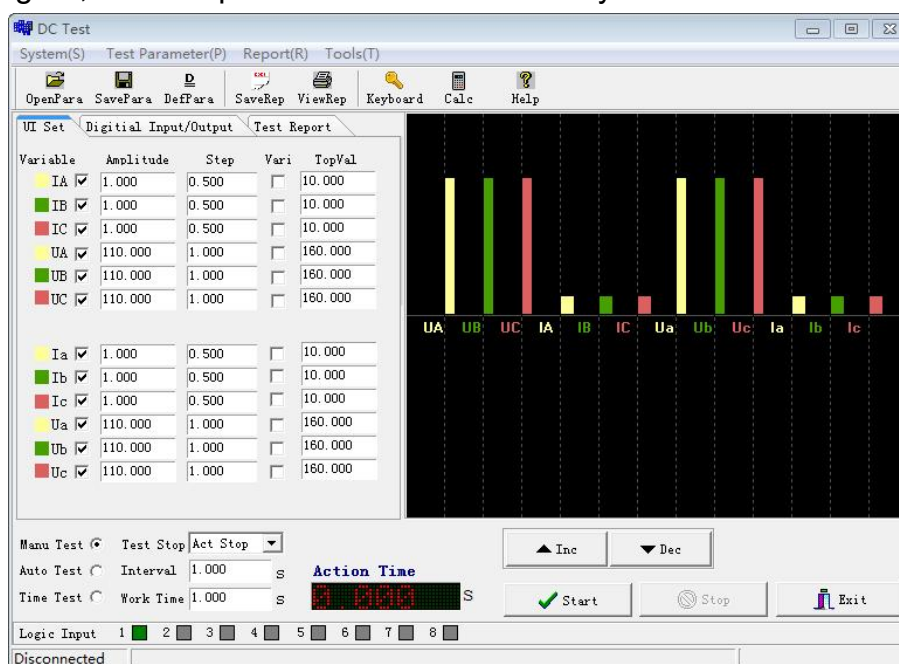 DC Test
System(S) Test Parameter(P) Report(R) Tools(T)
OpenPara SavePara DefPara SaveRep ViewRep Keyboard Calc Help
UI Set Digitial Input/Output Test Report
Variable Amplitude Step Vari TopVal
IA 1.000 0.500 10.000
IB 1.000 0.500 10.000
IC 1.000 0.500 10.000
UA 110.000 1.000 160.000
UB 110.000 1.000 160.000
UC 110.000 1.000 160.000
Ia 1.000 0.500 10.000
Ib 1.000 0.500 10.000
Ic 1.000 0.500 10.000
Ua 110.000 1.000 160.000
Ub 110.000 1.000 160.000
Uc 110.000 1.000 160.000
UA UB UC IA IB IC Ua Ub Uc Ia Ib Ic
Manu Test Test Stop Act Stop
Auto Test Interval 1.000 S
Time Test Work Time 1.000 S
Action Time
0.000 S
Inc Dec
Start Stop Exit
Logic Input 1 2 3 4 5 6 7 8
Disconnected